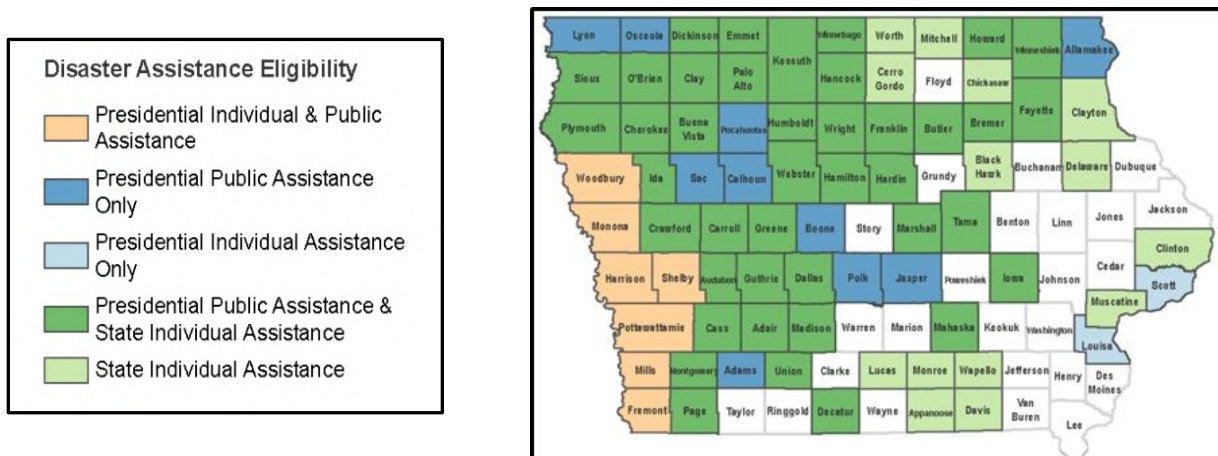 Disaster Assistance Eligibility
Presidential Individual & Public
Assistance
Presidential Public Assistance
Only
Presidential Individual Assistance
Only
Presidential Public Assistance &
State Individual Assistance
State Individual Assistance
Lyon Osceola Dickinson Emmet Winnebago Worth Mitchell Howard Winneshiek Allamakee
Kossuth
Sioux O'Brien Clay Palo Alto Hancock Cerro Gordo Floyd Chickasaw
Plymouth Cherokee Buena Vista Pocahontas Humboldt Wright Franklin Butler Bremer Fayette Clayton
Woodbury Ida Sac Calhoun Webster Hamilton Hardin Grundy Black Hawk Buchanan Delaware Dubuque
Monona Crawford Carroll Greene Boone Story Marshall Tama Benton Linn Jones Jackson
Clinton
Harrison Shelby Audubon Guthrie Dallas Polk Jasper Poweshiek Iowa Johnson Cedar Scott
Muscatine
Pottawattamie Cass Adair Madison Warren Marion Mahaska Keokuk Washington Louisa
Mills Montgomery Adams Union Clarke Lucas Monroe Wapello Jefferson Henry Des Moines
Fremont Page Taylor Ringgold Decatur Wayne Appanoose Davis Van Buren Lee